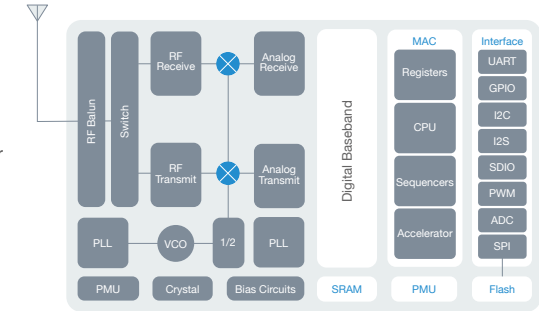 RF Balun
Switch
RF
Receive
Analog
Receive
RF
Transmit
Analog
Transmit
PLL
VCO
1/2
PLL
Digital Baseband
MAC
Registers
CPU
Sequencers
Accelerator
Interface
UART
GPIO
I2C
I2S
SDIO
PWM
ADC
SPI
PMU
Crystal
Bias Circuits
SRAM
PMU
Flash